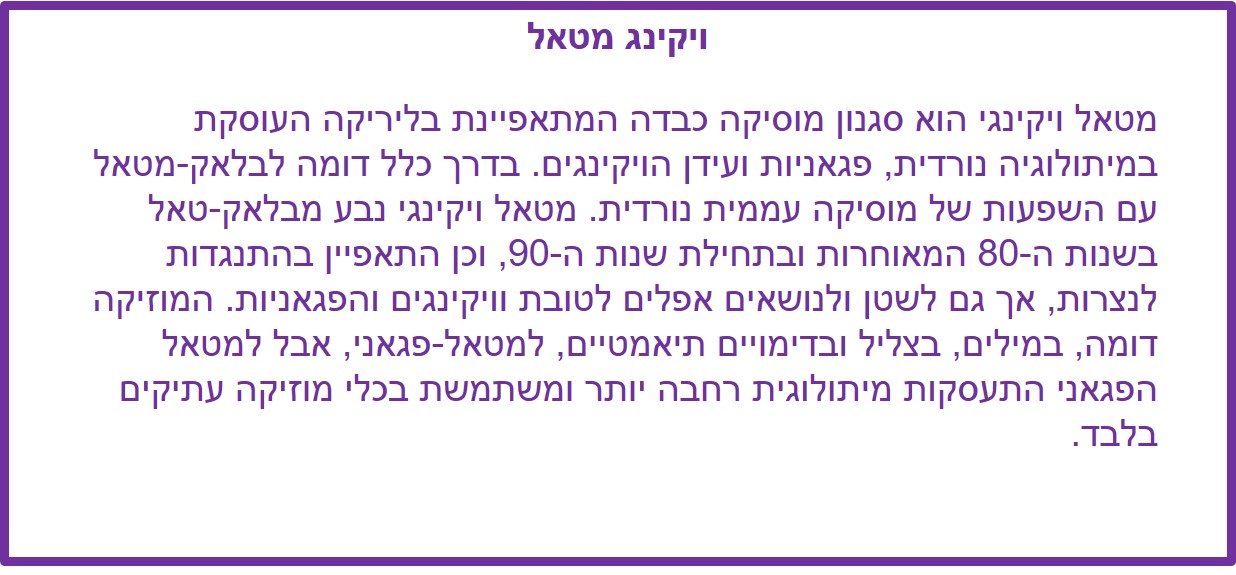 ויקינג מטאל
מטאל ויקינגי הוא סגנון מוסיקה כבדה המתאפיינת בליריקה העוסקת
במיתולוגיה נורדית, פגאניות ועידן הויקינגים. בדרך כלל דומה לבלאק-מטאל
עם השפעות של מוסיקה עממית נורדית. מטאל ויקינגי נבע מבלאק-טאל
בשנות ה-80 המאוחרות ובתחילת שנות ה-90, וכן התאפיין בהתנגדות
לנצרות, אך גם לשטן ולנושאים אפלים לטובת וויקינגים והפגאניות. המוזיקה
דומה, במילים, בצליל ובדימויים תיאמטיים, למטאל-פגאני, אבל למטאל
הפגאני התעסקות מיתולוגית רחבה יותר ומשתמשת בכלי מוזיקה עתיקים
בלבד.